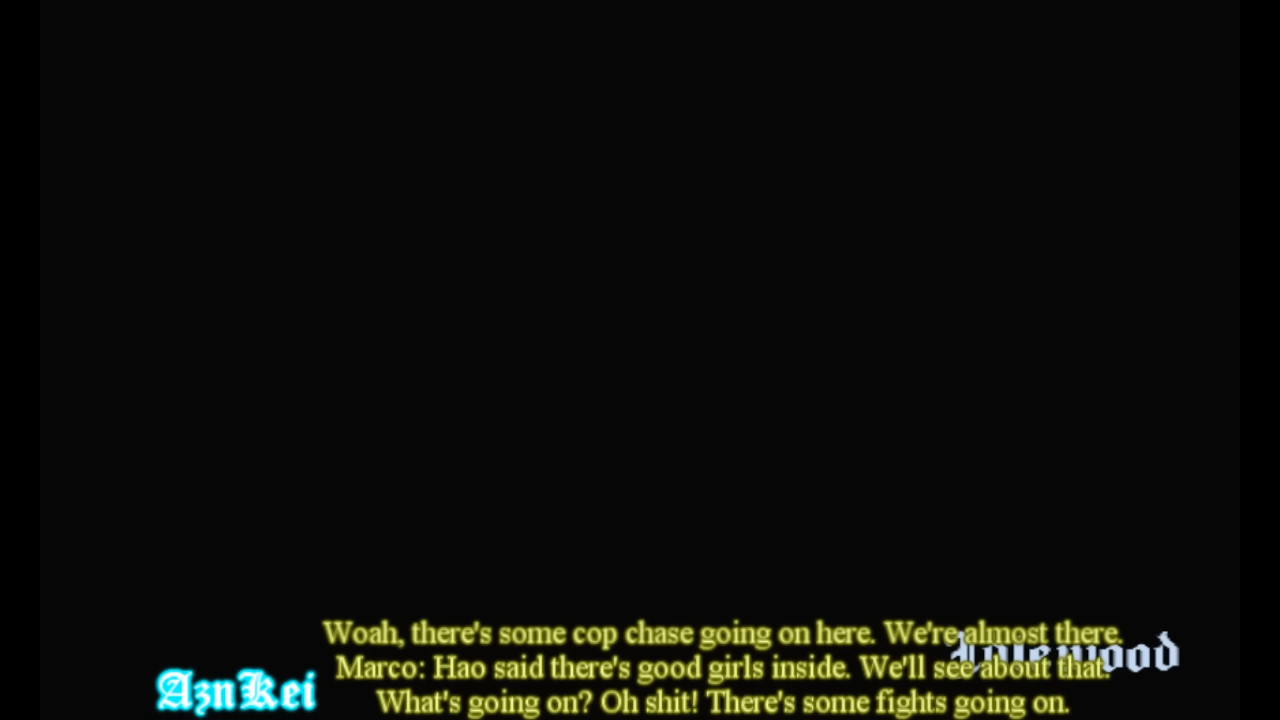 Woah, there's some cop chase going on here. We're almost there.
Marco: Hao said there's good girls inside. We'll see about that.
What's going on? Oh shit! There's some fights going on.
AznKei
Inglewood